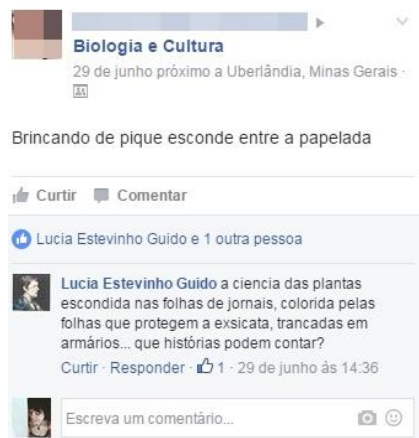 Biologia e Cultura
29 de junho próximo a Uberlândia, Minas Gerais ·
Brincando de pique esconde entre a papelada
Curtir Comentar
Lucia Estevinho Guido e 1 outra pessoa
Lucia Estevinho Guido a ciencia das plantas
escondida nas folhas de jornais, colorida pelas
folhas que protegem a exsicata, trancadas em
armários... que histórias podem contar?
Curtir · Responder · 1 · 29 de junho às 14:36
Escreva um comentário...